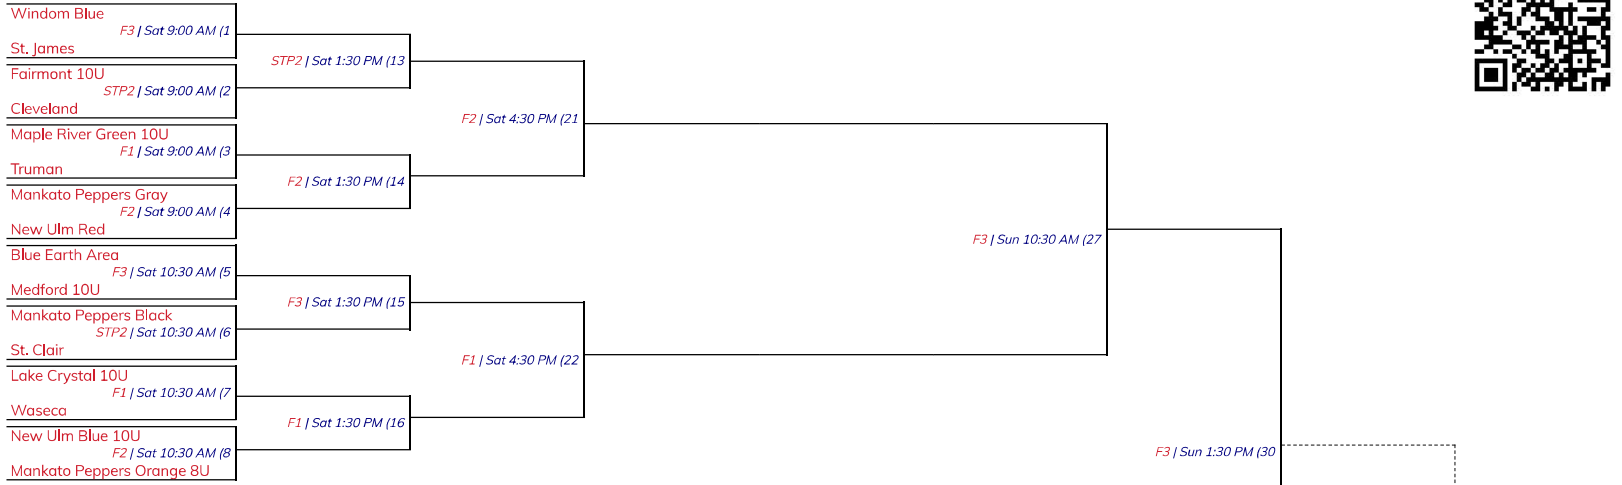 Windom Blue
F3 | Sat 9:00 AM (1
St. James
Fairmont 10U
STP2 | Sat 9:00 AM (2
Cleveland
Maple River Green 10U
F1 | Sat 9:00 AM (3
Truman
Mankato Peppers Gray
F2 | Sat 9:00 AM (4
New Ulm Red
Blue Earth Area
F3 | Sat 10:30 AM (5
Medford 10U
Mankato Peppers Black
STP2 | Sat 10:30 AM (6
St. Clair
Lake Crystal 10U
F1 | Sat 10:30 AM (7
Waseca
New Ulm Blue 10U
F2 | Sat 10:30 AM (8
Mankato Peppers Orange 8U
STP2 | Sat 1:30 PM (13
F2 | Sat 1:30 PM (14
F3 | Sat 1:30 PM (15
F1 | Sat 1:30 PM (16
F2 | Sat 4:30 PM (21
F1 | Sat 4:30 PM (22
F3 | Sun 10:30 AM (27
F3 | Sun 1:30 PM (30